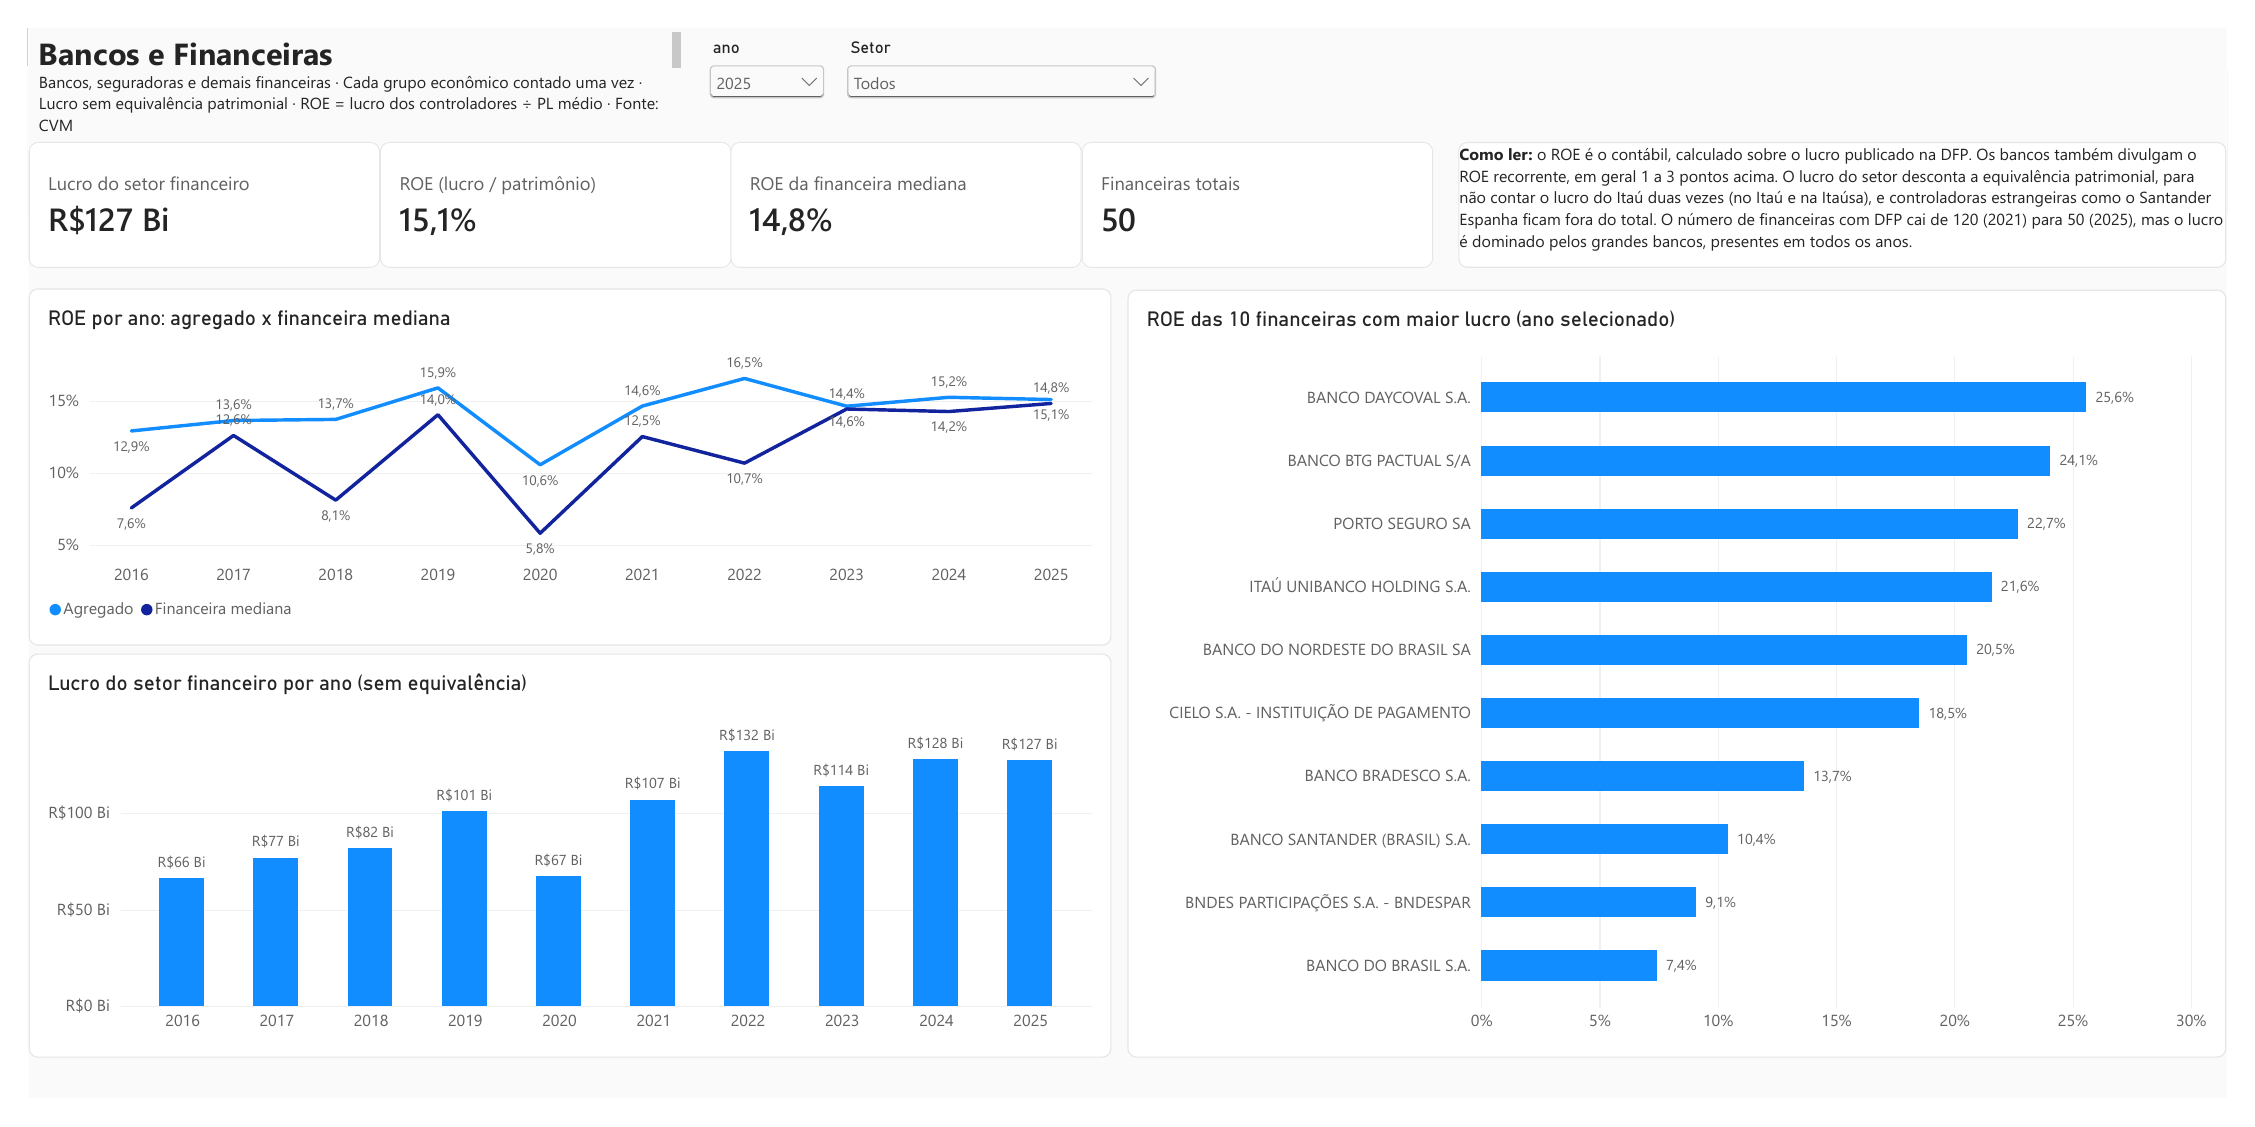 Bancos e Financeiras
Bancos, seguradoras e demais financeiras · Cada grupo econômico contado uma vez ·
Lucro sem equivalência patrimonial · ROE = lucro dos controladores ÷ PL médio · Fonte:
CVM
ano
2025
Setor
Todos
Lucro do setor financeiro
R$127 Bi
ROE (lucro / patrimônio)
15,1%
ROE da financeira mediana
14,8%
Financeiras totais
50
Como ler: o ROE é o contábil, calculado sobre o lucro publicado na DFP. Os bancos também divulgam o
ROE recorrente, em geral 1 a 3 pontos acima. O lucro do setor desconta a equivalência patrimonial, para
não contar o lucro do Itaú duas vezes (no Itaú e na Itaúsa), e controladoras estrangeiras como o Santander
Espanha ficam fora do total. O número de financeiras com DFP cai de 120 (2021) para 50 (2025), mas o lucro
é dominado pelos grandes bancos, presentes em todos os anos.
ROE por ano: agregado x financeira mediana
15%
10%
5%
12,9%
13,6%
13,7%
15,9%
10,6%
14,6%
16,5%
14,4%
15,2%
14,8%
7,6%
12,6%
8,1%
14,0%
5,8%
12,5%
10,7%
14,6%
14,2%
15,1%
2016 2017 2018 2019 2020 2021 2022 2023 2024 2025
Agregado Financeira mediana
Lucro do setor financeiro por ano (sem equivalência)
R$100 Bi
R$50 Bi
R$0 Bi
R$66 Bi
R$77 Bi
R$82 Bi
R$101 Bi
R$67 Bi
R$107 Bi
R$132 Bi
R$114 Bi
R$128 Bi
R$127 Bi
2016 2017 2018 2019 2020 2021 2022 2023 2024 2025
ROE das 10 financeiras com maior lucro (ano selecionado)
BANCO DAYCOVAL S.A. 25,6%
BANCO BTG PACTUAL S/A 24,1%
PORTO SEGURO SA 22,7%
ITAÚ UNIBANCO HOLDING S.A. 21,6%
BANCO DO NORDESTE DO BRASIL SA 20,5%
CIELO S.A. - INSTITUIÇÃO DE PAGAMENTO 18,5%
BANCO BRADESCO S.A. 13,7%
BANCO SANTANDER (BRASIL) S.A. 10,4%
BNDES PARTICIPAÇÕES S.A. - BNDESPAR 9,1%
BANCO DO BRASIL S.A. 7,4%
0% 5% 10% 15% 20% 25% 30%